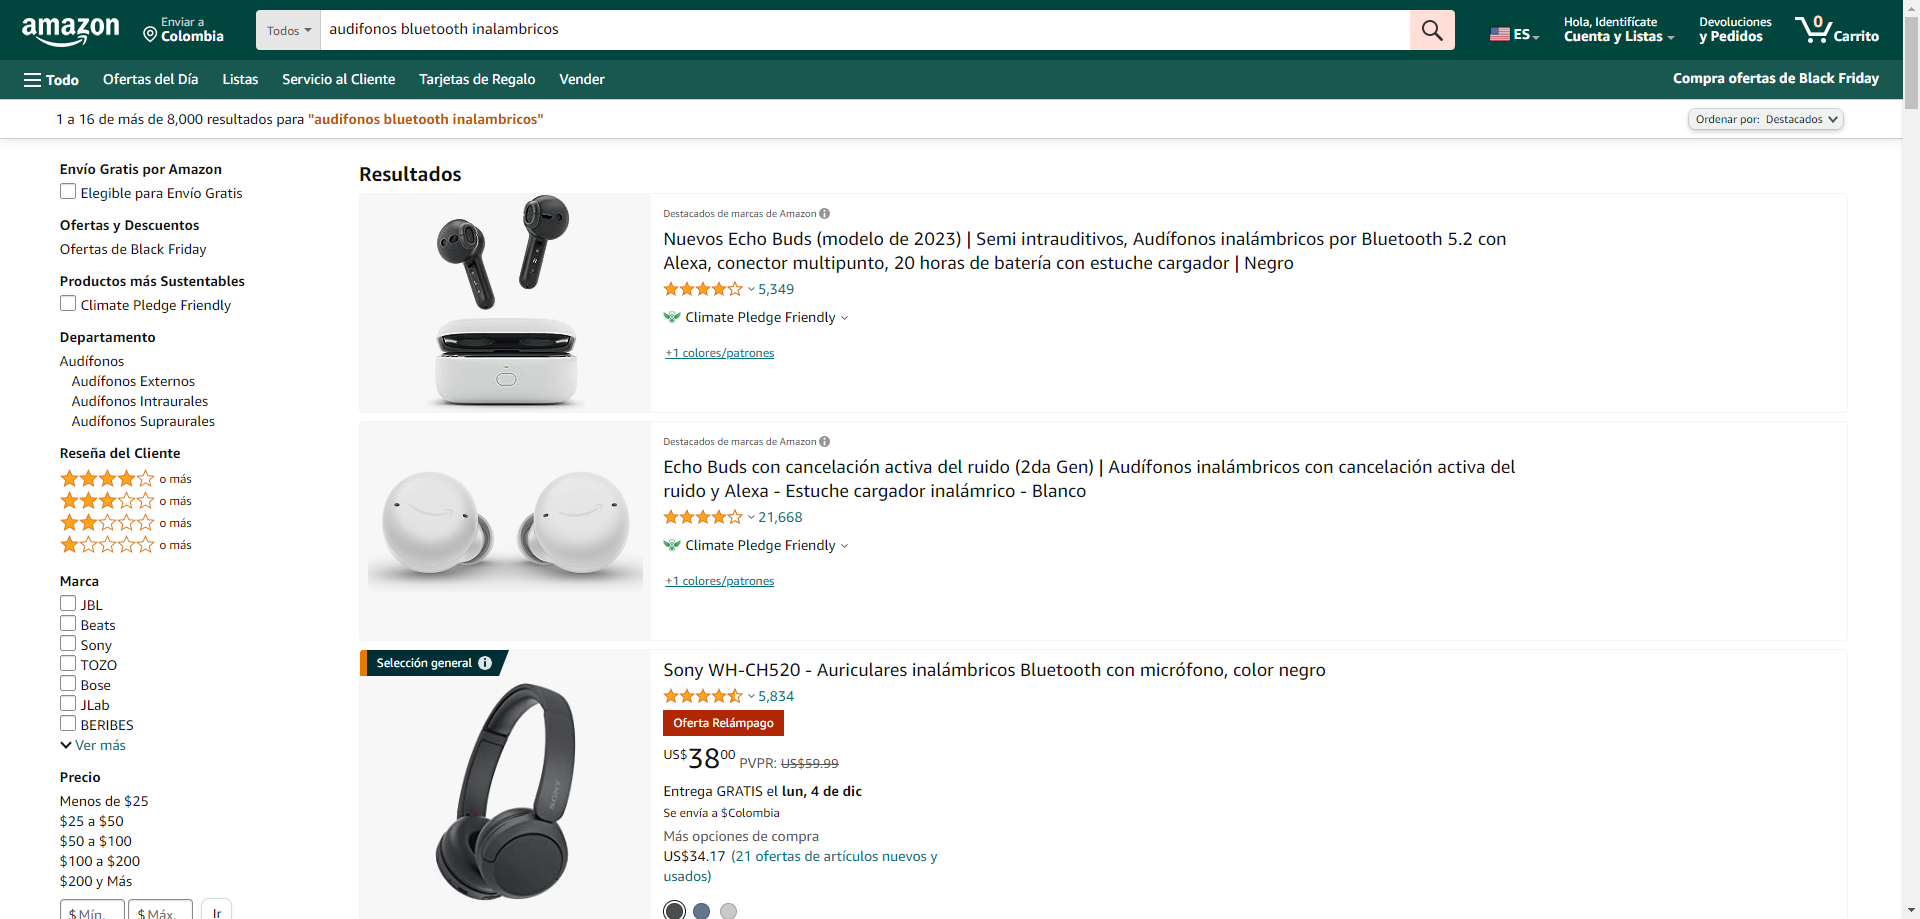 amazon
Enviar a
Colombia
Todos
audifonos bluetooth inalambricos
ES
Hola, Identifícate
Cuenta y Listas
Devoluciones
y Pedidos
0
Carrito
Todo
Ofertas del Día
Listas
Servicio al Cliente
Tarjetas de Regalo
Vender
Compra ofertas de Black Friday
1 a 16 de más de 8,000 resultados para "audifonos bluetooth inalambricos"
Ordenar por: Destacados
Envío Gratis por Amazon
Elegible para Envío Gratis
Ofertas y Descuentos
Ofertas de Black Friday
Productos más Sustentables
Climate Pledge Friendly
Departamento
Audífonos
Audífonos Externos
Audífonos Intraurales
Audífonos Supraurales
Reseña del Cliente
o más
o más
o más
o más
Marca
JBL
Beats
Sony
TOZO
Bose
JLab
BERIBES
Ver más
Precio
Menos de $25
$25 a $50
$50 a $100
$100 a $200
$200 y Más
$ Mín.
$ Máx.
Ir
Resultados
Destacados de marcas de Amazon
Nuevos Echo Buds (modelo de 2023) | Semi intrauditivos, Audífonos inalámbricos por Bluetooth 5.2 con
Alexa, conector multipunto, 20 horas de batería con estuche cargador | Negro
5,349
Climate Pledge Friendly
+1 colores/patrones
Destacados de marcas de Amazon
Echo Buds con cancelación activa del ruido (2da Gen) | Audífonos inalámbricos con cancelación activa del
ruido y Alexa - Estuche cargador inalámrico - Blanco
21,668
Climate Pledge Friendly
+1 colores/patrones
Selección general
SONY
Sony WH-CH520 - Auriculares inalámbricos Bluetooth con micrófono, color negro
5,834
Oferta Relámpago
US$3800 PVPR: US$59.99
Entrega GRATIS el lun, 4 de dic
Se envía a $Colombia
Más opciones de compra
US$34.17 (21 ofertas de artículos nuevos y
usados)